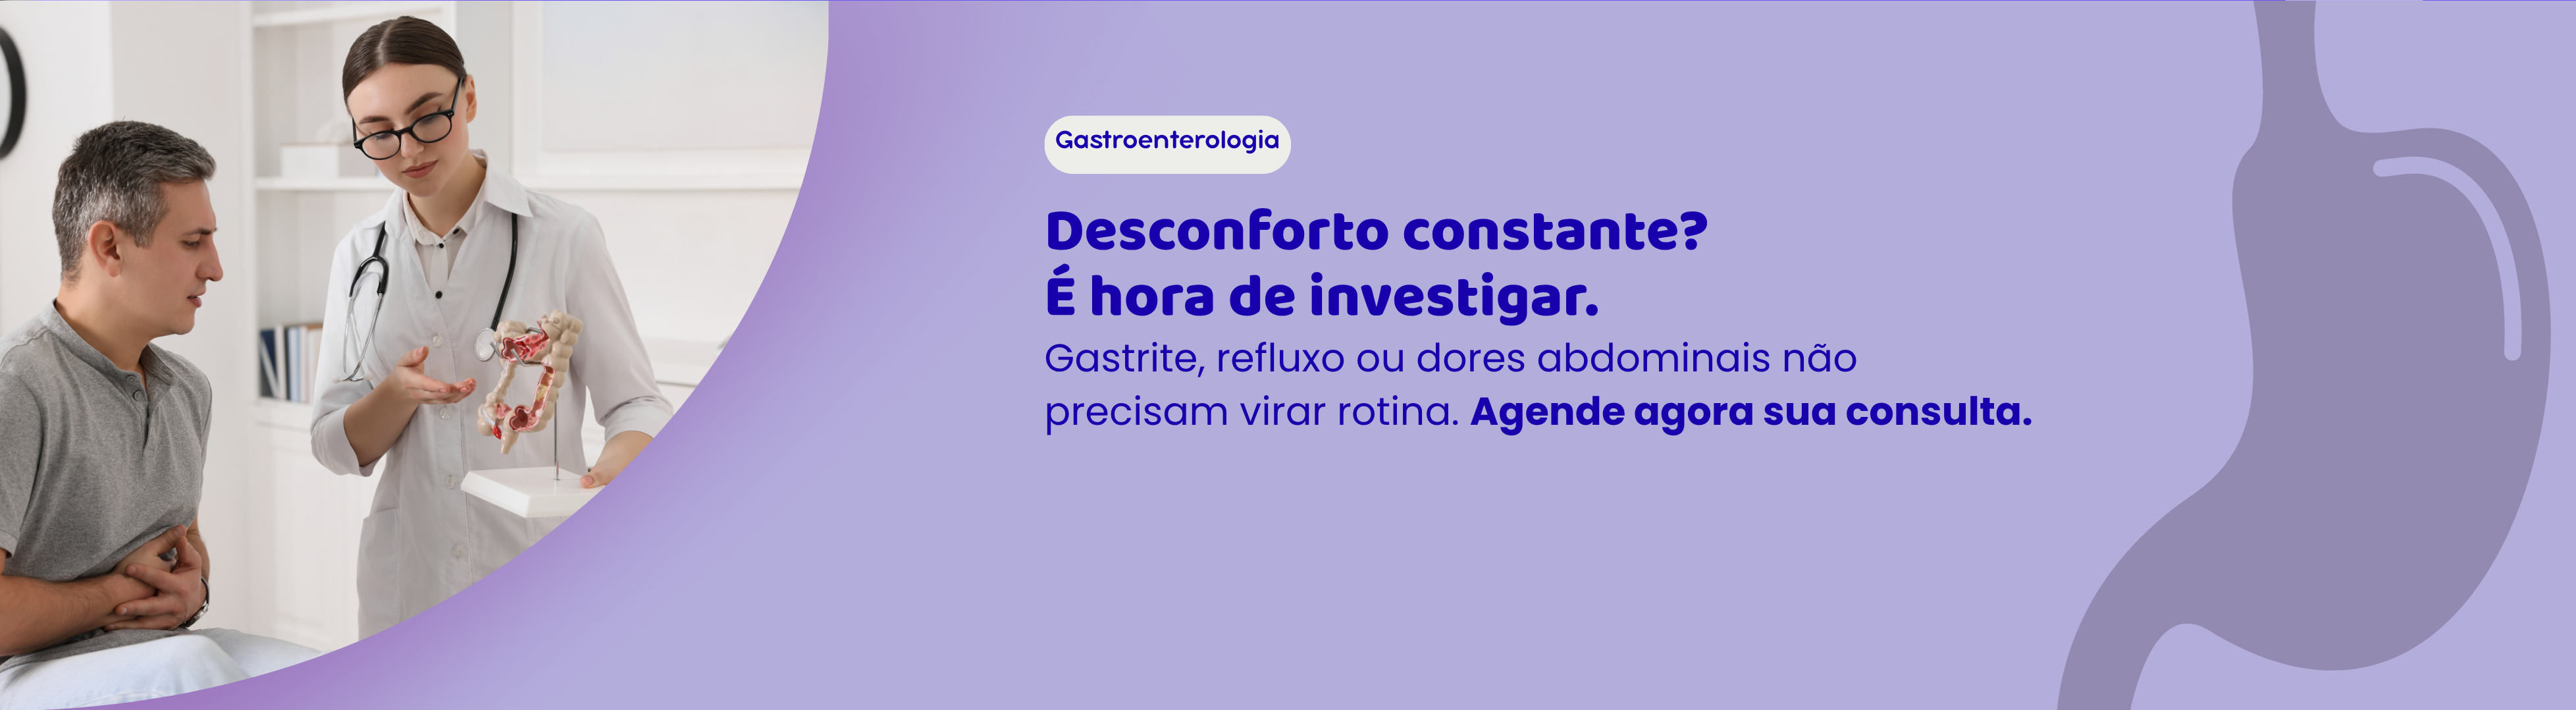 Gastroenterologia
Desconforto constante?
É hora de investigar.
Gastrite, refluxo ou dores abdominais não
precisam virar rotina. Agende agora sua consulta.